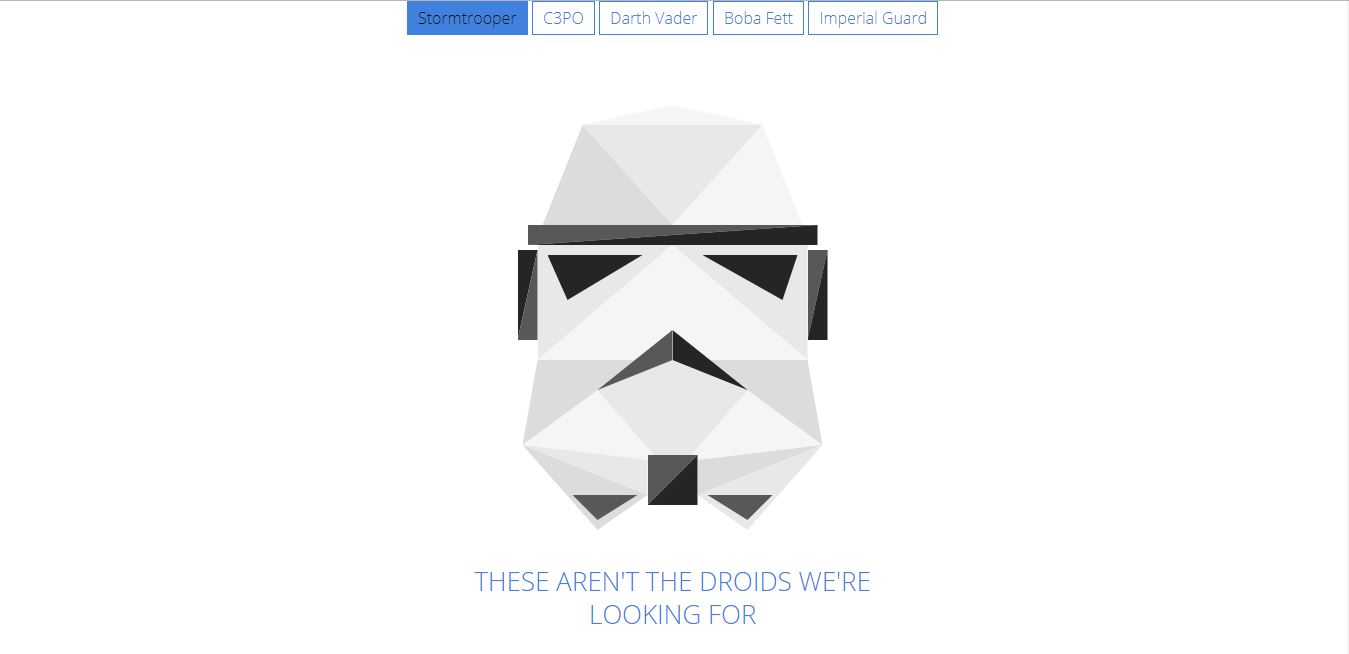 Stormtrooper C3PO Darth Vader Boba Fett Imperial Guard
THESE AREN'T THE DROIDS WE'RE
LOOKING FOR